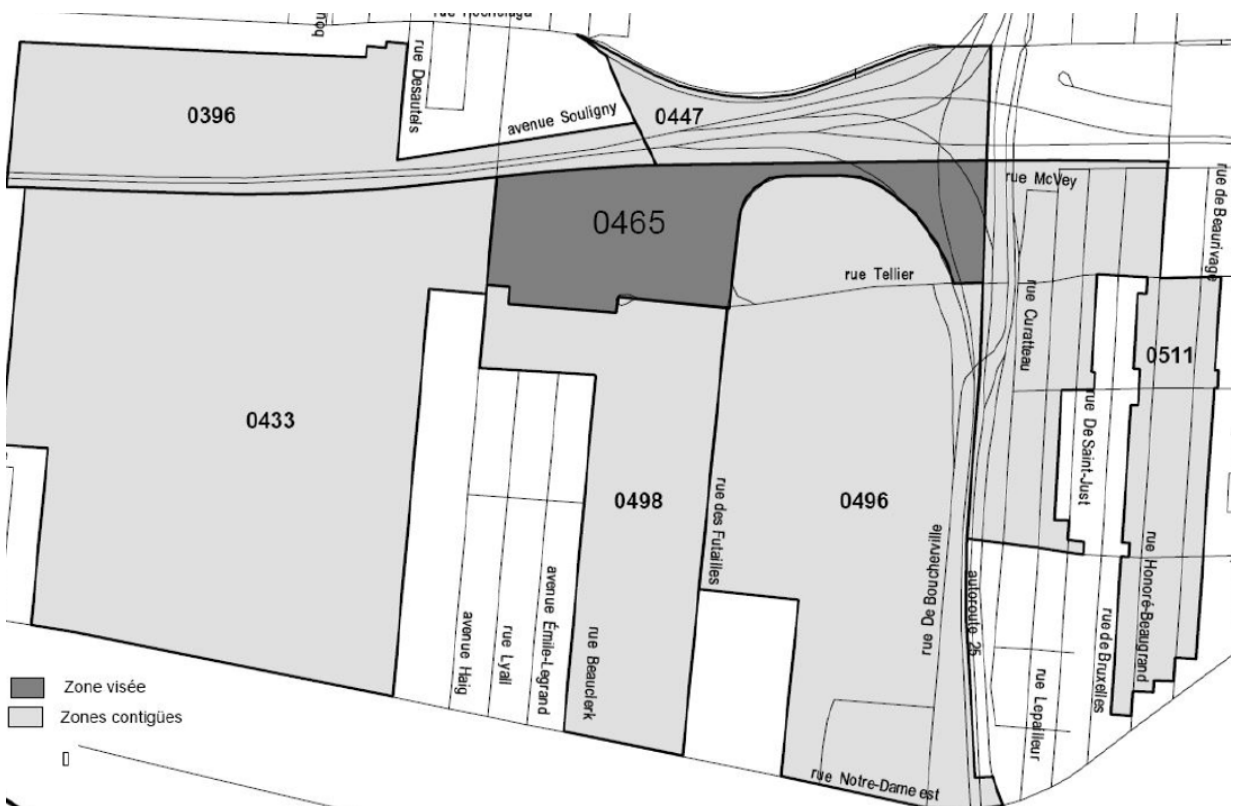 rue Hochelaga
rue Desautels
0396
avenue Souligny
0447
rue McVey
rue de Beaurivage
0465
rue Tellier
rue Curatteau
0511
0433
rue De Saint-Just
0498
0496
rue des Futailles
rue De Boucherville
autoroute 25
rue Honoré-Beaugrand
avenue Haig
rue Lyall
avenue Émile-Legrand
rue Beauclerk
rue de Bruxelles
rue Lepailleur
Zone visée
Zones contigües
rue Notre-Dame est